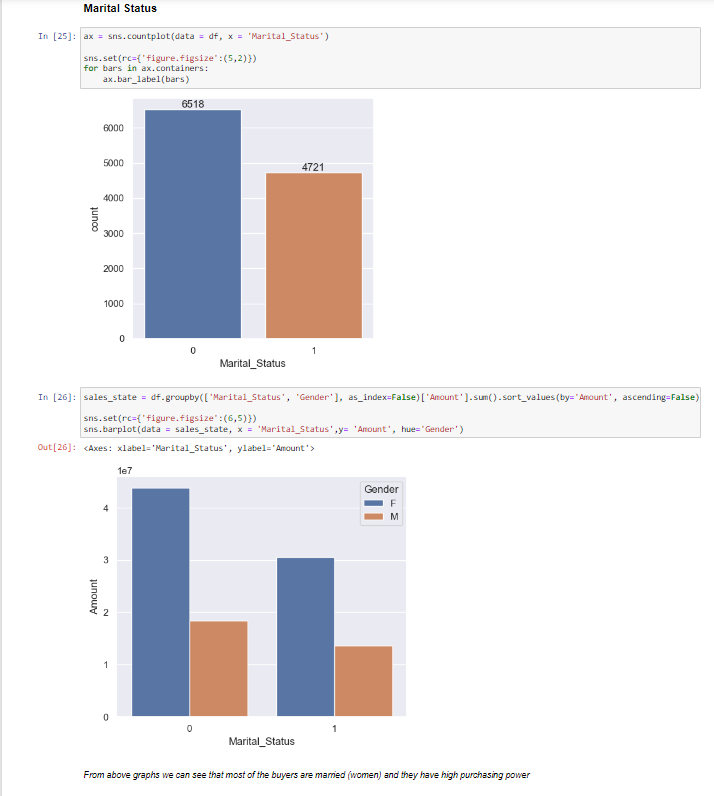 Marital Status
In [25]: ax = sns.countplot(data = df, x = 'Marital_Status')
sns.set(rc={'figure.figsize':(5,2)})
for bars in ax.containers:
    ax.bar_label(bars)
6518
4721
6000
5000
4000
3000
2000
1000
0
count
0 1
Marital_Status
In [26]: sales_state = df.groupby(['Marital_Status', 'Gender'], as_index=False)['Amount'].sum().sort_values(by='Amount', ascending=False)
sns.set(rc={'figure.figsize':(6,5)})
sns.barplot(data = sales_state, x = 'Marital_Status',y= 'Amount', hue='Gender')
Out[26]: <Axes: xlabel='Marital_Status', ylabel='Amount'>
1e7
Gender
F
M
4
3
2
1
0
Amount
0 1
Marital_Status
From above graphs we can see that most of the buyers are married (women) and they have high purchasing power